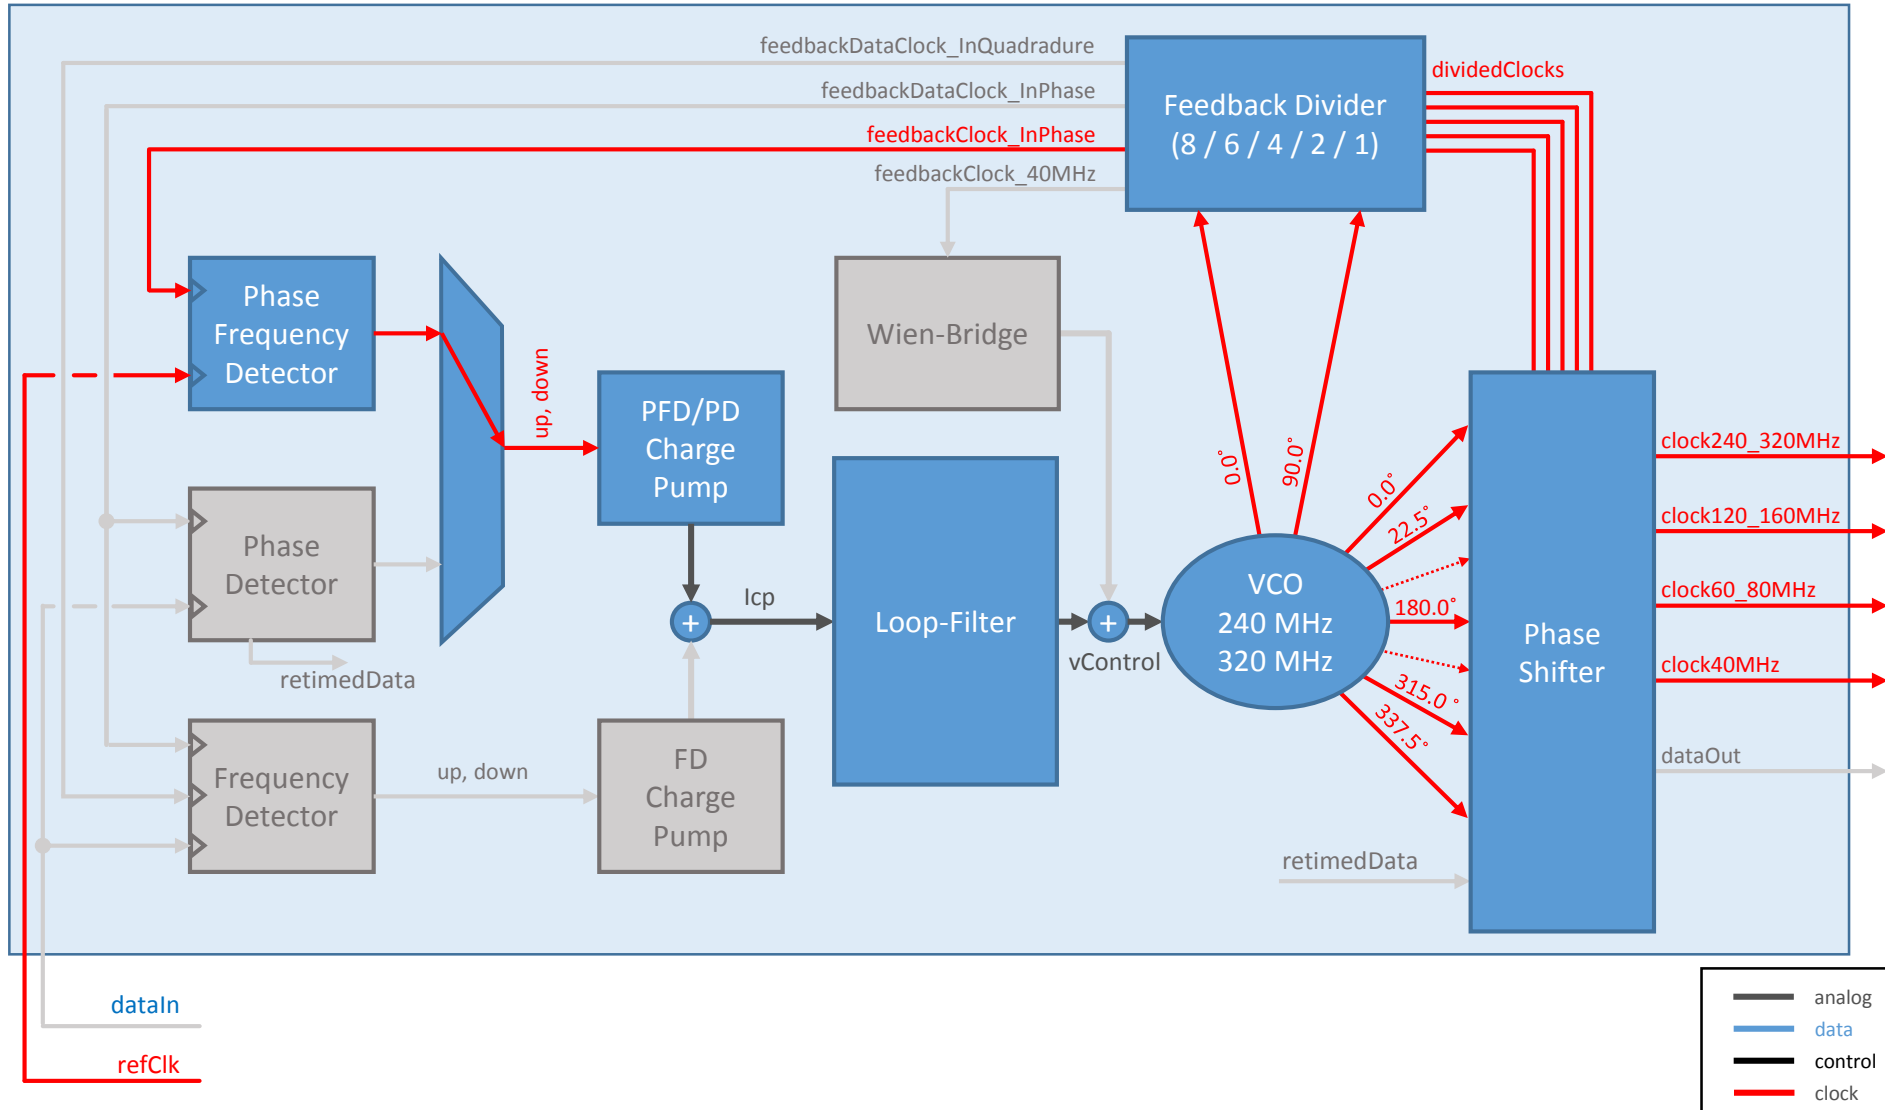 feedbackDataClock_InQuadradure
feedbackDataClock_InPhase
feedbackClock_InPhase
feedbackClock_40MHz
Feedback Divider
(8 / 6 / 4 / 2 / 1)
dividedClocks
Phase
Frequency
Detector
up, down
PFD/PD
Charge
Pump
Wien-Bridge
0.0˚
90.0˚
0.0˚
22.5˚
180.0˚
315.0 ˚
337.5˚
clock240_320MHz
clock120_160MHz
clock60_80MHz
clock40MHz
dataOut
Phase
Detector
retimedData
+
Icp
Loop-Filter
+
vControl
VCO
240 MHz
320 MHz
Phase
Shifter
Frequency
Detector
up, down
FD
Charge
Pump
retimedData
dataIn
refClk
analog
data
control
clock